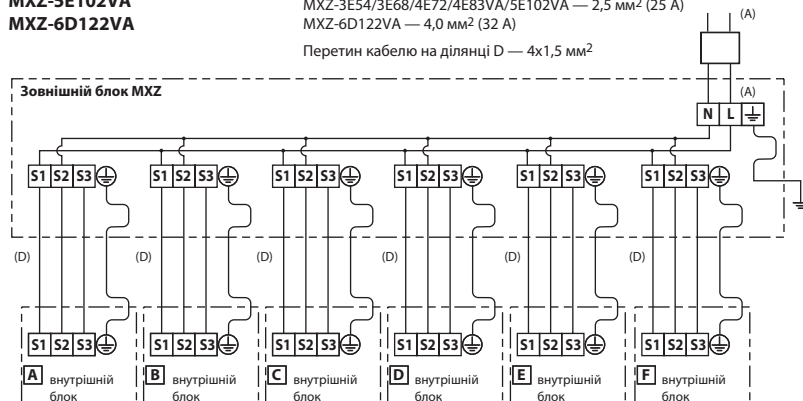 MXZ-5E102VA
MXZ-6D122VA
MXZ-3E54/3E68/4E72/4E83VA/5E102VA — 2,5 мм² (25 А)
MXZ-6D122VA — 4,0 мм² (32 А)
Перетин кабелю на ділянці D — 4x1,5 мм²
(A)
Зовнішній блок MXZ
(A)
N L
S1 S2 S3 S1 S2 S3 S1 S2 S3 S1 S2 S3 S1 S2 S3 S1 S2 S3
(D) (D) (D) (D) (D) (D)
S1 S2 S3 S1 S2 S3 S1 S2 S3 S1 S2 S3 S1 S2 S3 S1 S2 S3
A внутрішній блок
B внутрішній блок
C внутрішній блок
D внутрішній блок
E внутрішній блок
F внутрішній блок